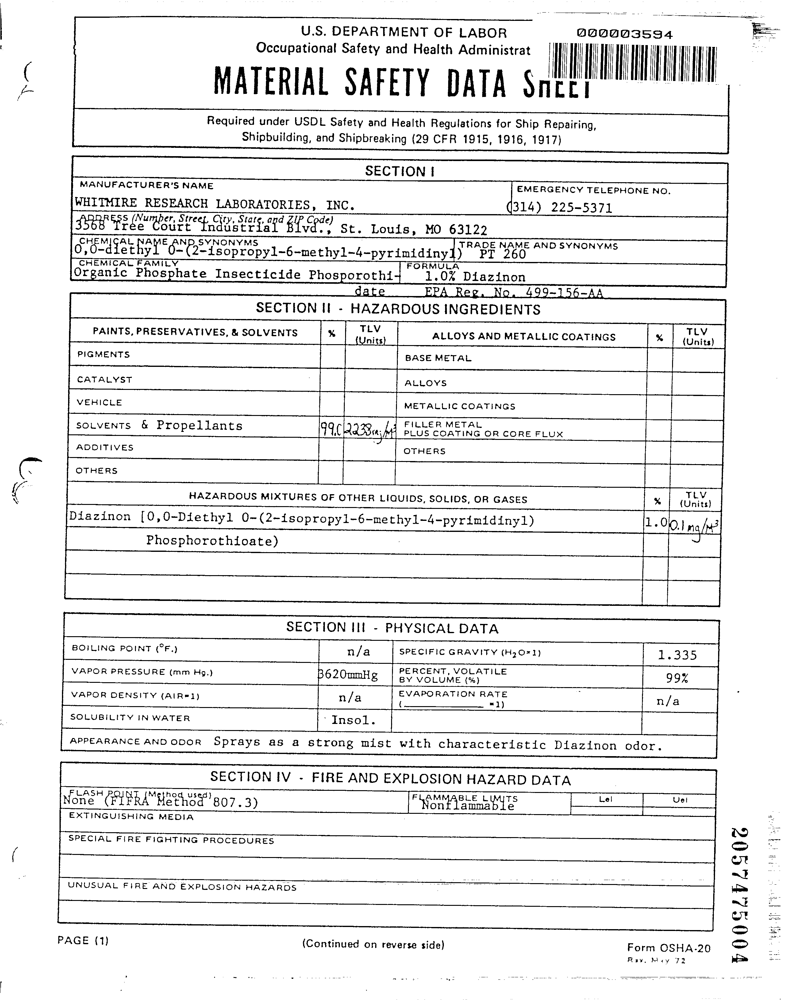 U.S. DEPARTMENT OF LABOR
000003594
Occupational Safety and Health Administrat
MATERIAL SAFETY DATA SHEET
Required under USDL Safety and Health Regulations for Ship Repairing,
Shipbuilding, and Shipbreaking (29 CFR 1915, 1916, 1917)
SECTION I
MANUFACTURER'S NAME
EMERGENCY TELEPHONE NO.
WHITMIRE RESEARCH LABORATORIES, INC.
(314) 225-5371
ADDRESS (Number, Street, City, State, and ZIP Code)
3568 Tree Court Industrial Blvd., St. Louis, MO 63122
CHEMICAL NAME AND SYNONYMS
TRADE NAME AND SYNONYMS
0,0-diethyl 0-(2-isopropyl-6-methyl-4-pyrimidinyl)
PT 260
CHEMICAL FAMILY
FORMULA
Organic Phosphate Insecticide Phosporothi-
1.0% Diazinon
date
EPA Reg. No. 499-156-AA
SECTION II - HAZARDOUS INGREDIENTS
PAINTS, PRESERVATIVES, & SOLVENTS % TLV (Units) ALLOYS AND METALLIC COATINGS % TLV (Units)
PIGMENTS
BASE METAL
CATALYST
ALLOYS
VEHICLE
METALLIC COATINGS
SOLVENTS & Propellants 99.0 2238mg/M³
FILLER METAL
PLUS COATING OR CORE FLUX
ADDITIVES
OTHERS
OTHERS
HAZARDOUS MIXTURES OF OTHER LIQUIDS, SOLIDS, OR GASES % TLV (Units)
Diazinon [0,0-Diethyl 0-(2-isopropyl-6-methyl-4-pyrimidinyl) 1.0 0.1 mg/M³
Phosphorothioate)
SECTION III - PHYSICAL DATA
BOILING POINT (°F.) n/a SPECIFIC GRAVITY (H₂O=1) 1.335
VAPOR PRESSURE (mm Hg.) 3620mmHg PERCENT, VOLATILE BY VOLUME (%) 99%
VAPOR DENSITY (AIR=1) n/a EVAPORATION RATE (__________ =1) n/a
SOLUBILITY IN WATER Insol.
APPEARANCE AND ODOR Sprays as a strong mist with characteristic Diazinon odor.
SECTION IV - FIRE AND EXPLOSION HAZARD DATA
FLASH POINT (Method used)
None (FIFRA Method 807.3)
FLAMMABLE LIMITS
Nonflammable
Lel
Uel
EXTINGUISHING MEDIA
SPECIAL FIRE FIGHTING PROCEDURES
UNUSUAL FIRE AND EXPLOSION HAZARDS
2057475004
PAGE (1)
(Continued on reverse side)
Form OSHA-20
Rev. May 72